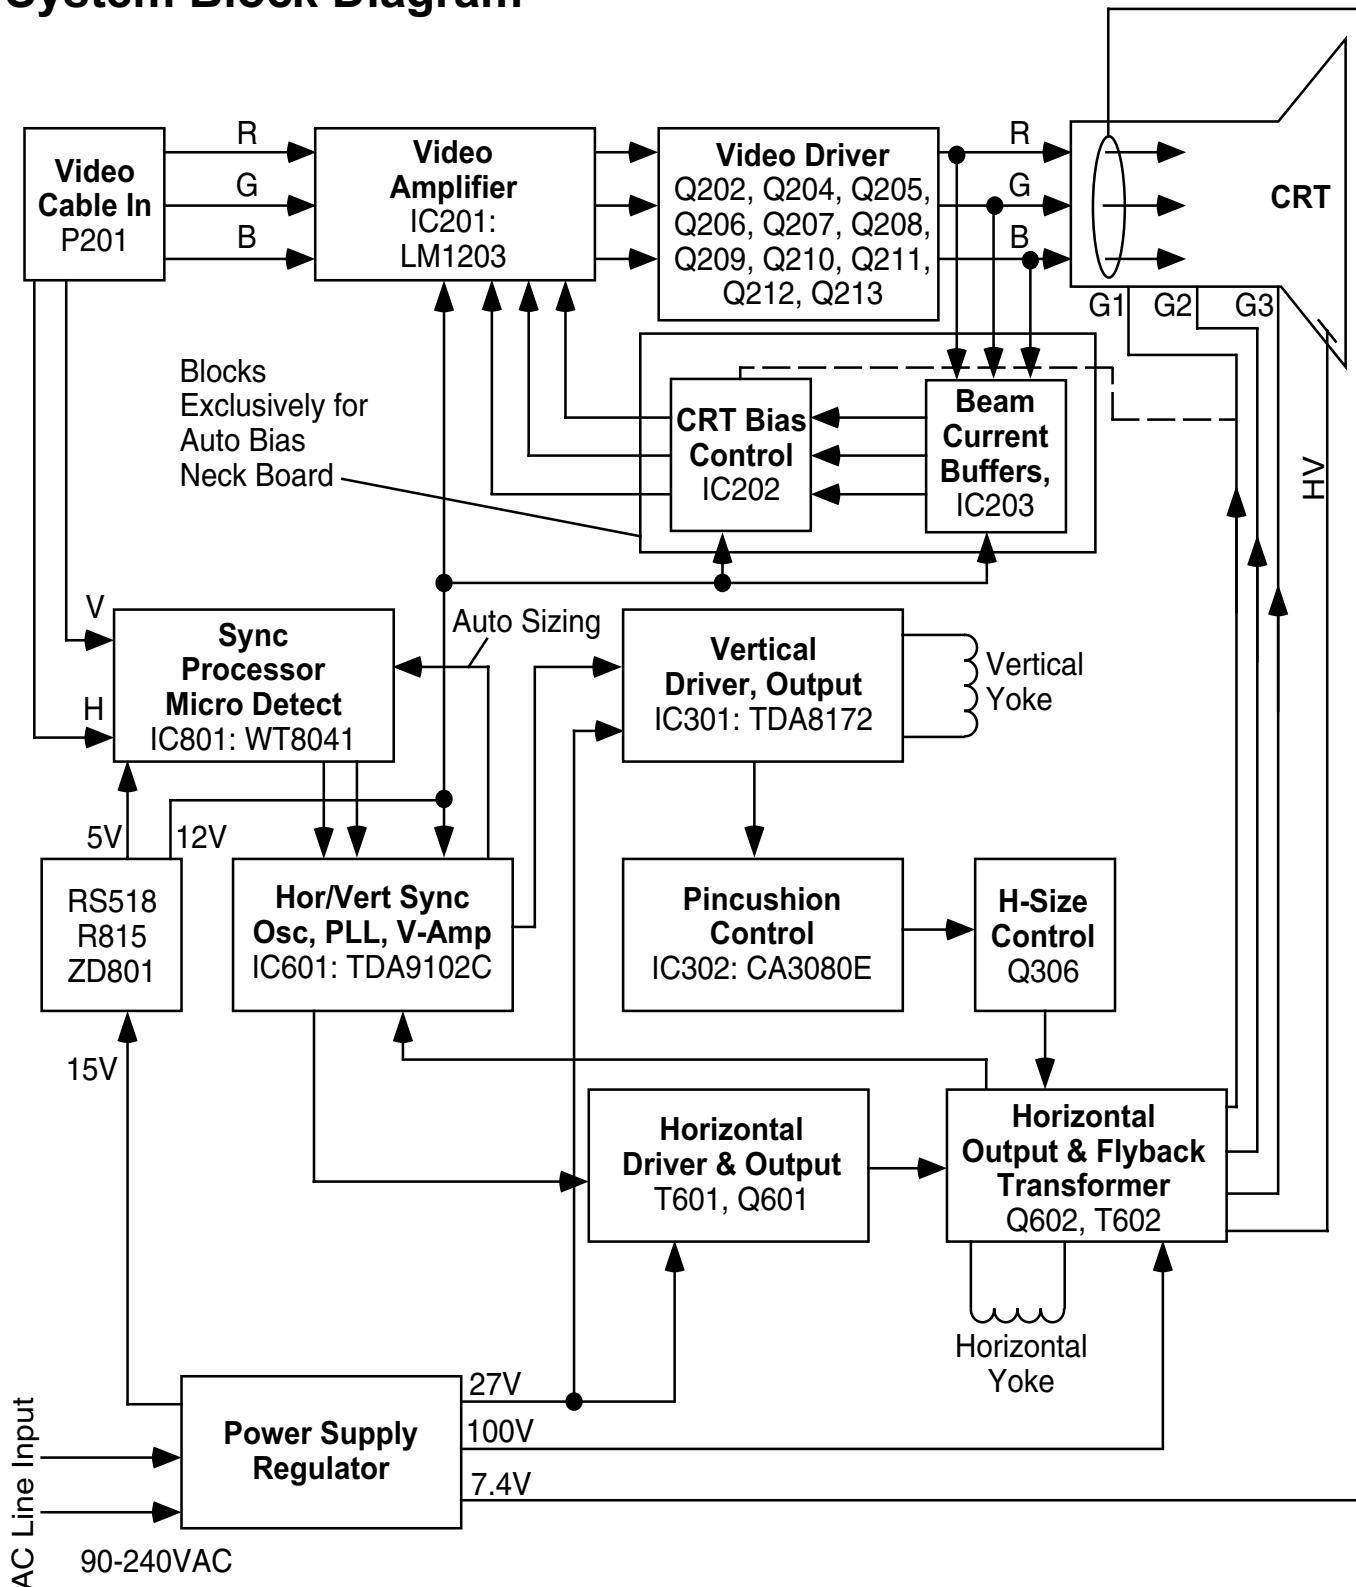 System Block Diagram
R
G
B
Video
Cable In
P201
Video
Amplifier
IC201:
LM1203
Video Driver
Q202, Q204, Q205,
Q206, Q207, Q208,
Q209, Q210, Q211,
Q212, Q213
R
G
B
CRT
G1
G2
G3
HV
Blocks
Exclusively for
Auto Bias
Neck Board
CRT Bias
Control
IC202
Beam
Current
Buffers,
IC203
V
H
Sync
Processor
Micro Detect
IC801: WT8041
Auto Sizing
Vertical
Driver, Output
IC301: TDA8172
Vertical
Yoke
5V
12V
RS518
R815
ZD801
15V
Hor/Vert Sync
Osc, PLL, V-Amp
IC601: TDA9102C
Pincushion
Control
IC302: CA3080E
H-Size
Control
Q306
Horizontal
Driver & Output
T601, Q601
Horizontal
Output & Flyback
Transformer
Q602, T602
Horizontal
Yoke
AC Line Input
90-240VAC
Power Supply
Regulator
27V
100V
7.4V